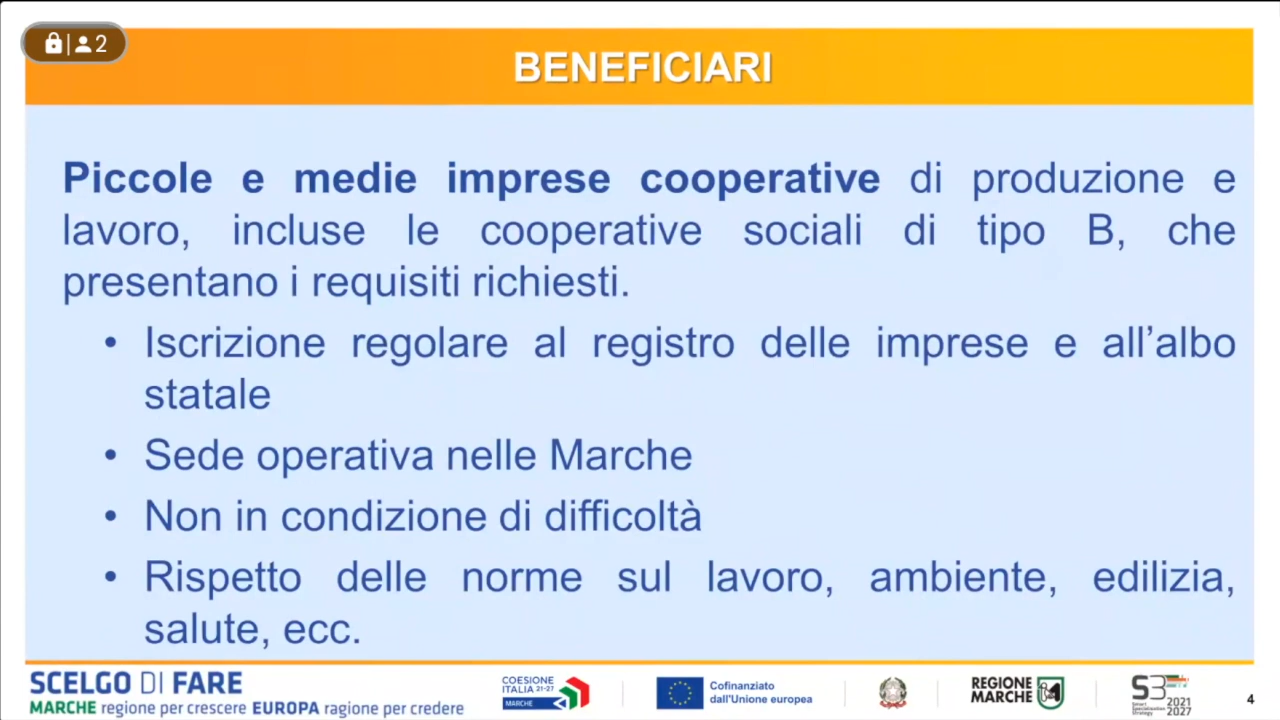 2
BENEFICIARI
Piccole e medie imprese cooperative di produzione e
lavoro, incluse le cooperative sociali di tipo B, che
presentano i requisiti richiesti.
• Iscrizione regolare al registro delle imprese e all’albo
statale
• Sede operativa nelle Marche
• Non in condizione di difficoltà
• Rispetto delle norme sul lavoro, ambiente, edilizia,
salute, ecc.
SCELGO DI FARE
MARCHE regione per crescere EUROPA ragione per credere
COESIONE
ITALIA 21-27
MARCHE
Cofinanziato
dall'Unione europea
REGIONE
MARCHE
S3
Smart
Specialisation
Strategy
2021
2027
4